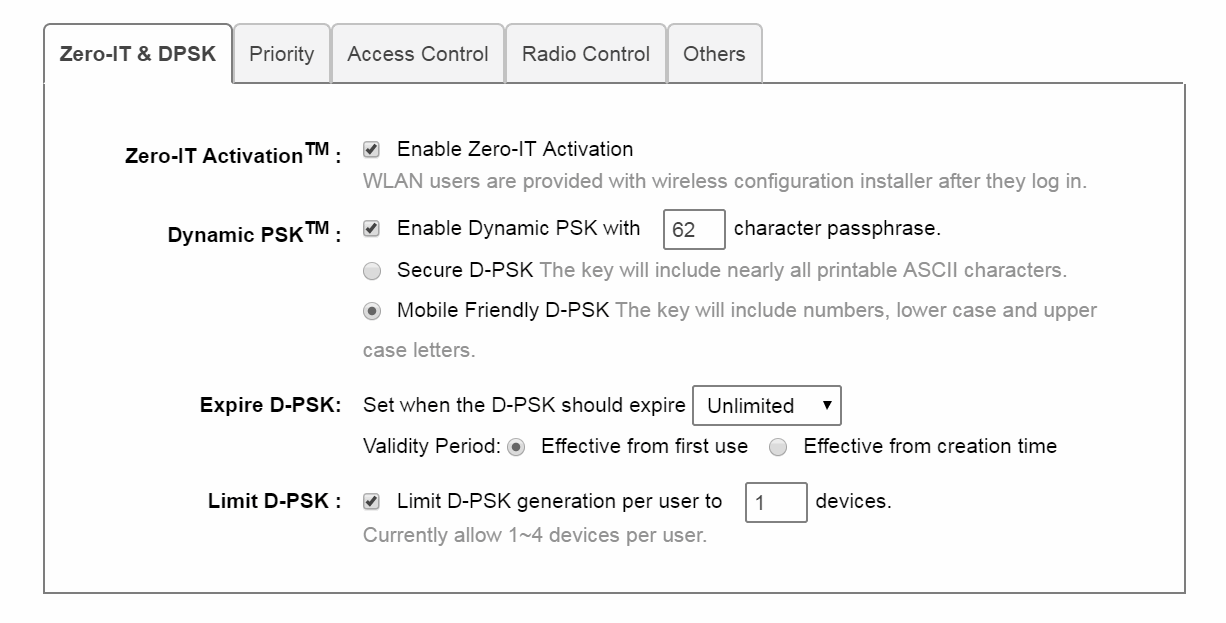 Zero-IT & DPSK Priority Access Control Radio Control Others
Zero-IT Activation™ : Enable Zero-IT Activation
WLAN users are provided with wireless configuration installer after they log in.
Dynamic PSK™ : Enable Dynamic PSK with 62 character passphrase.
Secure D-PSK The key will include nearly all printable ASCII characters.
Mobile Friendly D-PSK The key will include numbers, lower case and upper
case letters.
Expire D-PSK: Set when the D-PSK should expire Unlimited
Validity Period: Effective from first use Effective from creation time
Limit D-PSK : Limit D-PSK generation per user to 1 devices.
Currently allow 1~4 devices per user.